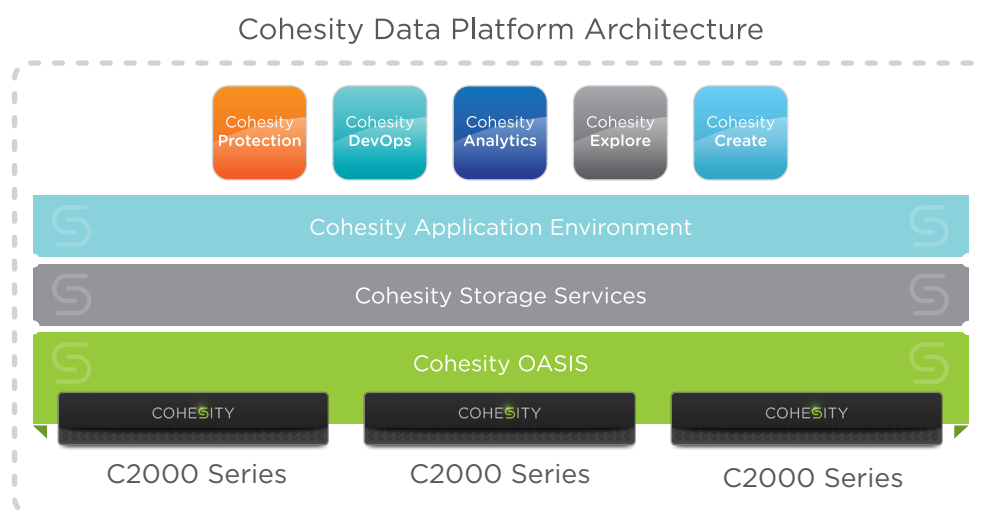 Cohesity Data Platform Architecture
Cohesity
Protection
Cohesity
DevOps
Cohesity
Analytics
Cohesity
Explore
Cohesity
Create
Cohesity Application Environment
Cohesity Storage Services
Cohesity OASIS
COHESITY
COHESITY
COHESITY
C2000 Series
C2000 Series
C2000 Series